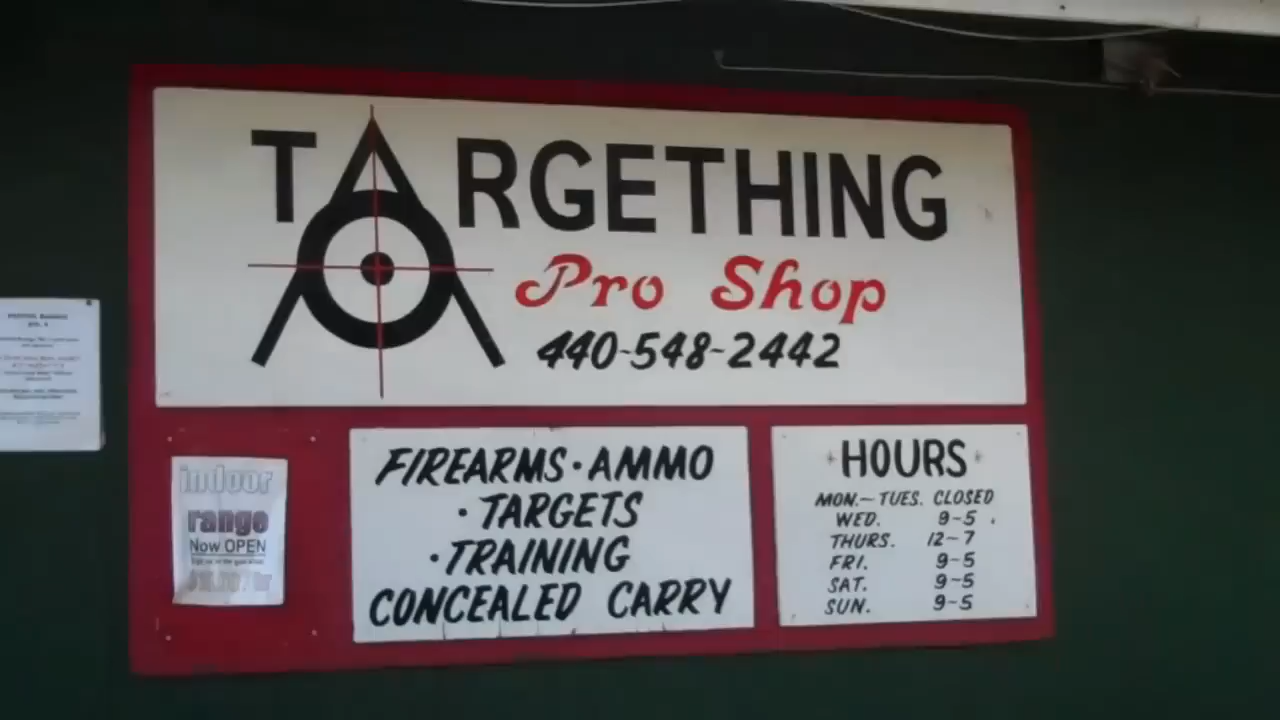 TARGETHING
Pro Shop
440-548-2442
indoor
range
Now OPEN
FIREARMS • AMMO
• TARGETS
• TRAINING
CONCEALED CARRY
HOURS
MON.- TUES. CLOSED
WED. 9-5
THURS. 12-7
FRI. 9-5
SAT. 9-5
SUN. 9-5